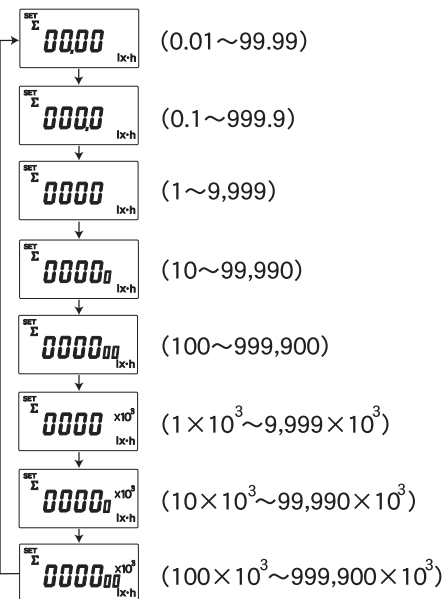 SET
Σ 00.00 (0.01～99.99)
lx·h
SET
Σ 000.0 (0.1～999.9)
lx·h
SET
Σ 0000 (1～9,999)
lx·h
SET
Σ 00000 (10～99,990)
lx·h
SET
Σ 000000 (100～999,900)
lx·h
SET
Σ 0000 ×10³ (1×10³～9,999×10³)
lx·h
SET
Σ 00000 ×10³ (10×10³～99,990×10³)
lx·h
SET
Σ 000000 ×10³ (100×10³～999,900×10³)
lx·h